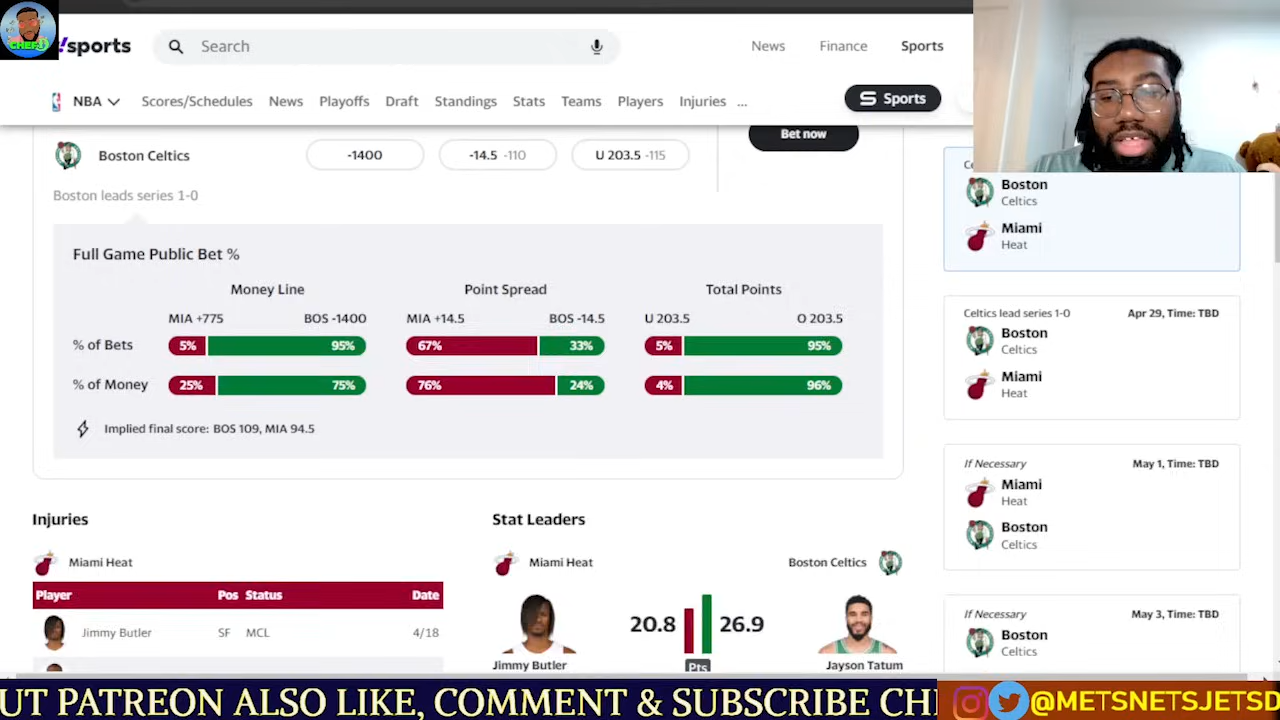 CHEF
!sports
Search
News
Finance
Sports
NBA
Scores/Schedules
News
Playoffs
Draft
Standings
Stats
Teams
Players
Injuries
...
S Sports
Boston Celtics
-1400
-14.5 -110
U 203.5 -115
Bet now
Boston leads series 1-0
Full Game Public Bet %
Money Line
Point Spread
Total Points
MIA +775
BOS -1400
MIA +14.5
BOS -14.5
U 203.5
O 203.5
% of Bets
5%
95%
67%
33%
5%
95%
% of Money
25%
75%
76%
24%
4%
96%
Implied final score: BOS 109, MIA 94.5
Injuries
Miami Heat
Player Pos Status Date
Jimmy Butler SF MCL 4/18
Stat Leaders
Miami Heat
Boston Celtics
20.8
26.9
Pts
Jimmy Butler
Jayson Tatum
Boston
Celtics
Miami
Heat
Celtics lead series 1-0
Apr 29, Time: TBD
Boston
Celtics
Miami
Heat
If Necessary
May 1, Time: TBD
Miami
Heat
Boston
Celtics
If Necessary
May 3, Time: TBD
Boston
Celtics
UT PATREON ALSO LIKE, COMMENT & SUBSCRIBE CH
@METSNETSJETSD